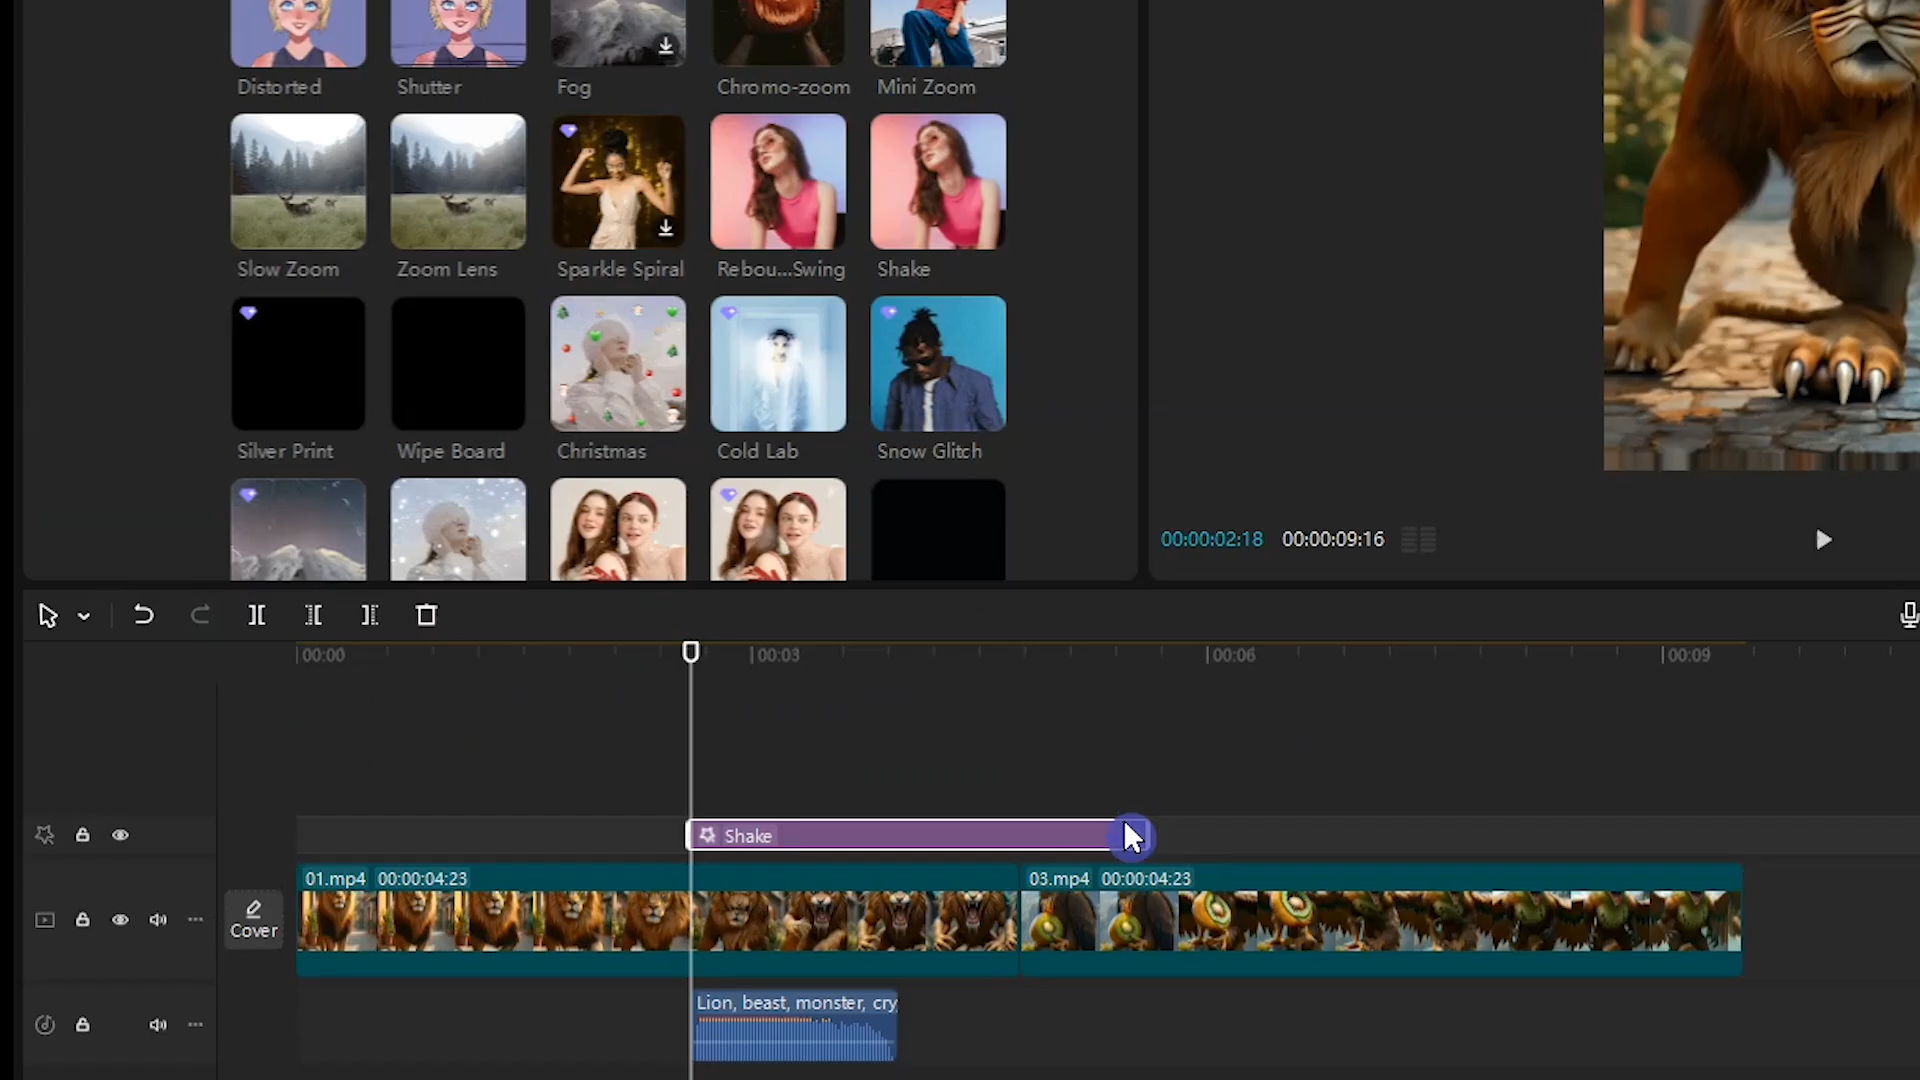 Distorted
Shutter
Fog
Chromo-zoom
Mini Zoom
Slow Zoom
Zoom Lens
Sparkle Spiral
Rebou...Swing
Shake
Silver Print
Wipe Board
Christmas
Cold Lab
Snow Glitch
00:00:02:18
00:00:09:16
00:00
00:03
00:06
00:09
Shake
01.mp4 00:00:04:23
03.mp4 00:00:04:23
Cover
Lion, beast, monster, cry